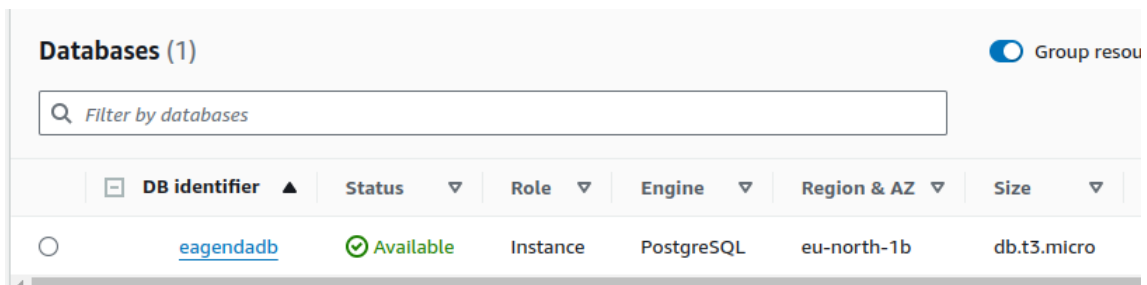 Databases (1)
Group resou
Filter by databases
DB identifier Status Role Engine Region & AZ Size
eagendadb Available Instance PostgreSQL eu-north-1b db.t3.micro